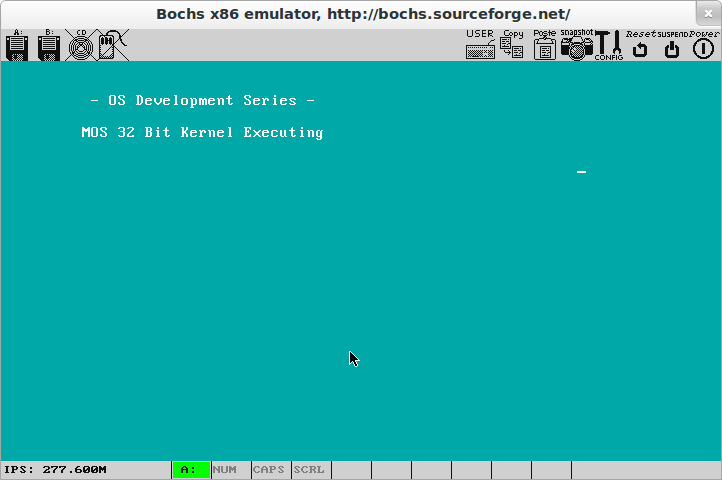 Bochs x86 emulator, http://bochs.sourceforge.net/
A: B: CD USER Copy Paste snapshot CONFIG Reset SUSPEND Power
- OS Development Series -
MOS 32 Bit Kernel Executing
_
IPS: 277.600M A: NUM CAPS SCRL